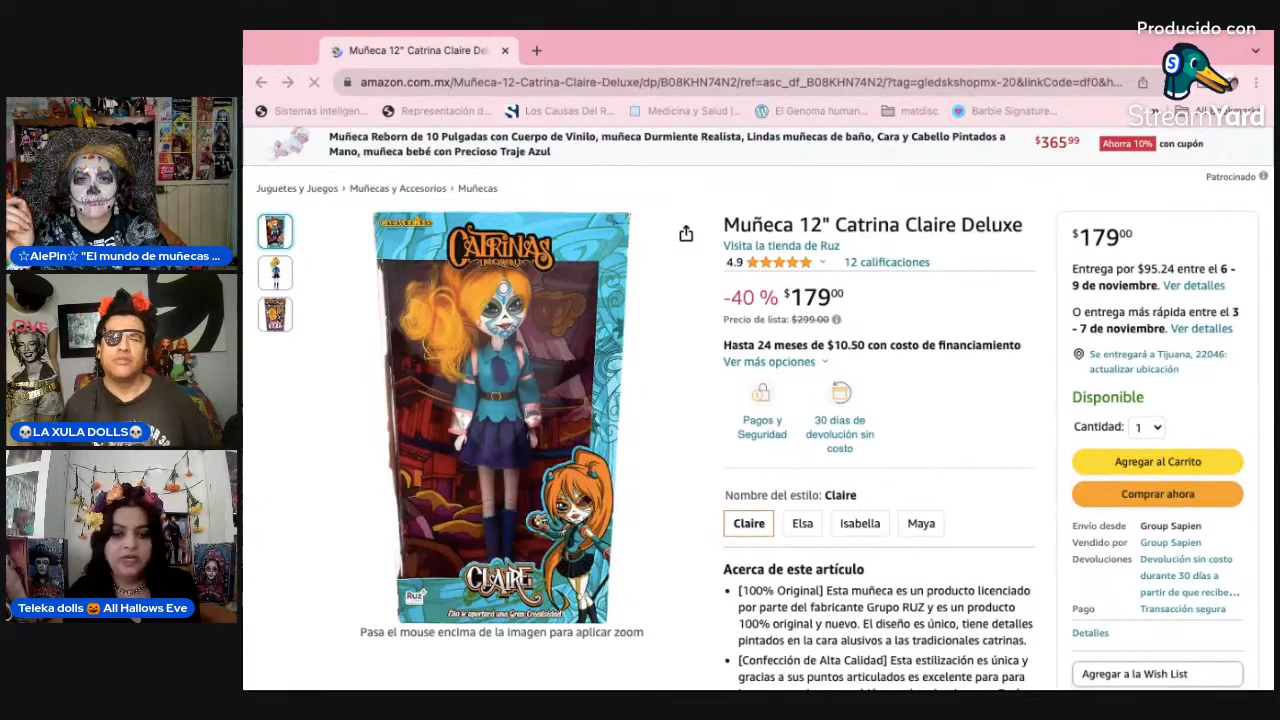 Producido con
StreamYard
Muñeca 12" Catrina Claire De
amazon.com.mx/Muñeca-12-Catrina-Claire-Deluxe/dp/B08KHN74N2/ref=asc_df_B08KHN74N2/?tag=gledskshopmx-20&linkCode=df0&h...
Sistemas inteligen...
Representación d...
Los Causas Del R...
Medicina y Salud |...
El Genoma human...
matdisc
Barbie Signature...
Muñeca Reborn de 10 Pulgadas con Cuerpo de Vinilo, muñeca Durmiente Realista, Lindas muñecas de baño, Cara y Cabello Pintados a
Mano, muñeca bebé con Precioso Traje Azul
$36599
Ahorra 10% con cupón
Patrocinado
Juguetes y Juegos › Muñecas y Accesorios › Muñecas
CATRINAS
CLAIRE
Ruz
Pasa el mouse encima de la imagen para aplicar zoom
Muñeca 12" Catrina Claire Deluxe
Visita la tienda de Ruz
4.9
12 calificaciones
-40 % $17900
Precio de lista: $299.00
Hasta 24 meses de $10.50 con costo de financiamiento
Ver más opciones
Pagos y
Seguridad
30 días de
devolución sin
costo
Nombre del estilo: Claire
Claire
Elsa
Isabella
Maya
Acerca de este artículo
• [100% Original] Esta muñeca es un producto licenciado
por parte del fabricante Grupo RUZ y es un producto
100% original y nuevo. El diseño es único, tiene detalles
pintados en la cara alusivos a las tradicionales catrinas.
• [Confección de Alta Calidad] Esta estilización es única y
gracias a sus puntos articulados es excelente para para
$17900
Entrega por $95.24 entre el 6 -
9 de noviembre. Ver detalles
O entrega más rápida entre el 3
- 7 de noviembre. Ver detalles
Se entregará a Tijuana, 22046:
actualizar ubicación
Disponible
Cantidad: 1
Agregar al Carrito
Comprar ahora
Envío desde Group Sapien
Vendido por Group Sapien
Devoluciones Devolución sin costo
durante 30 días a
partir de que recibe...
Pago Transacción segura
Detalles
Agregar a la Wish List
☆AlePin☆ "El mundo de muñecas ...
💀LA XULA DOLLS💀
Teleka dolls 🎃 All Hallows Eve